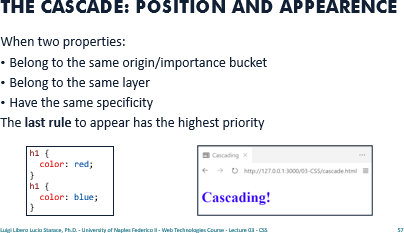 THE CASCADE: POSITION AND APPEARENCE
When two properties:
• Belong to the same origin/importance bucket
• Belong to the same layer
• Have the same specificity
The last rule to appear has the highest priority
h1 {
color: red;
}
h1 {
color: blue;
}
Cascading
http://127.0.0.1:3000/03-CSS/cascade.html
Cascading!
Luigi Libero Lucio Starace, Ph.D. - University of Naples Federico II - Web Technologies Course - Lecture 03 - CSS
57